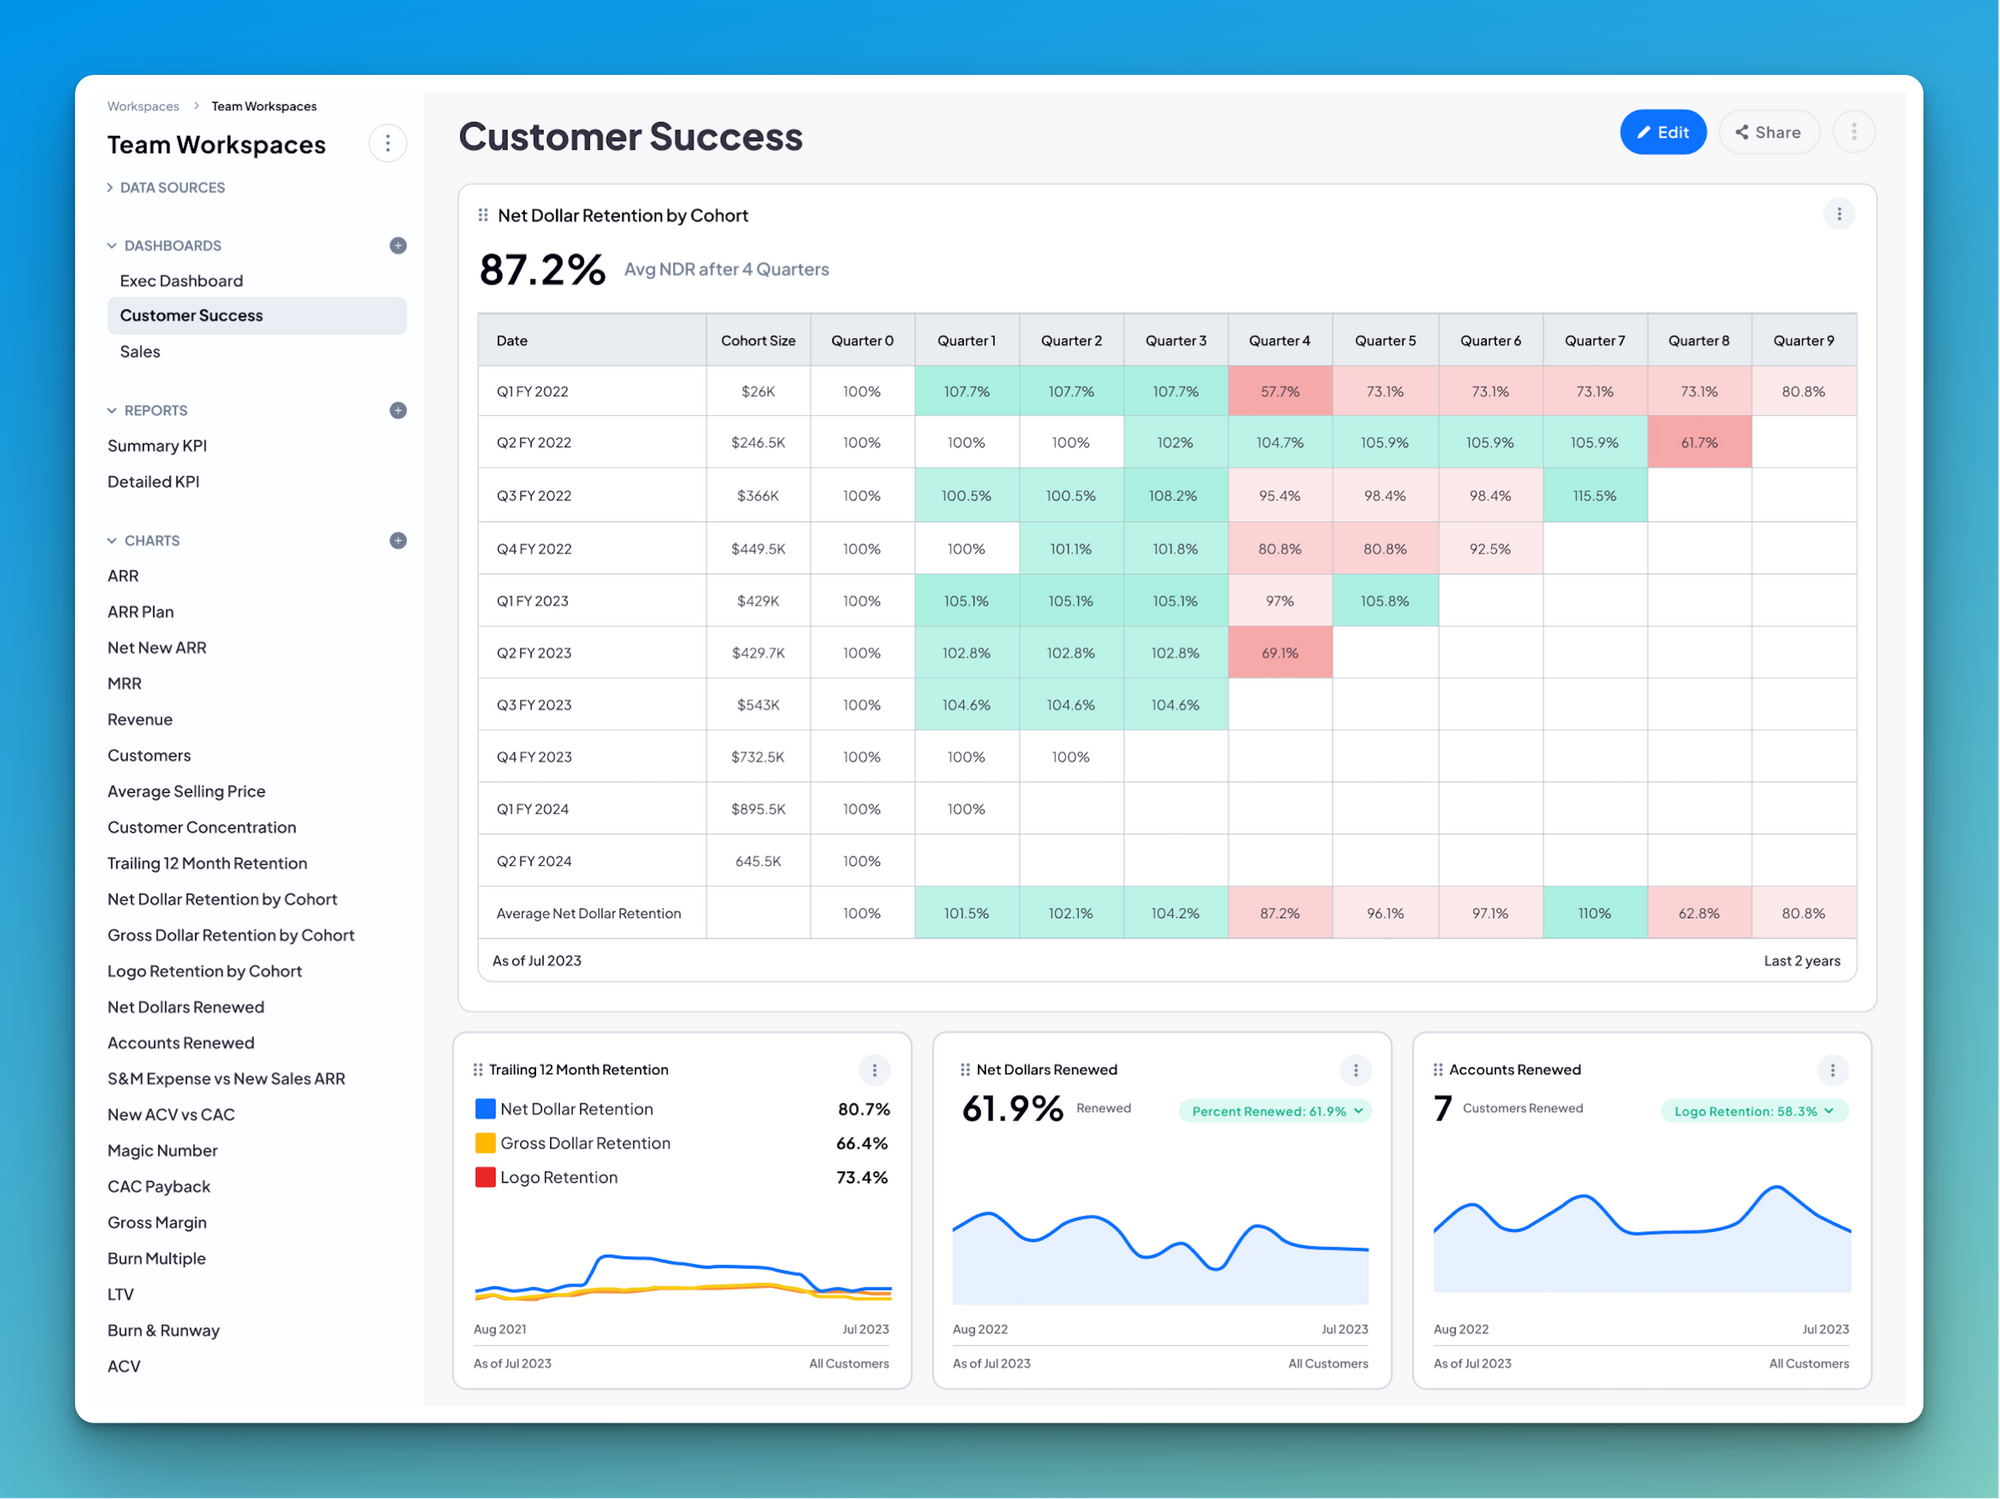 Workspaces > Team Workspaces
Team Workspaces
DATA SOURCES
DASHBOARDS
Exec Dashboard
Customer Success
Sales
REPORTS
Summary KPI
Detailed KPI
CHARTS
ARR
ARR Plan
Net New ARR
MRR
Revenue
Customers
Average Selling Price
Customer Concentration
Trailing 12 Month Retention
Net Dollar Retention by Cohort
Gross Dollar Retention by Cohort
Logo Retention by Cohort
Net Dollars Renewed
Accounts Renewed
S&M Expense vs New Sales ARR
New ACV vs CAC
Magic Number
CAC Payback
Gross Margin
Burn Multiple
LTV
Burn & Runway
ACV
Customer Success
Edit Share
Net Dollar Retention by Cohort
87.2% Avg NDR after 4 Quarters
Date Cohort Size Quarter 0 Quarter 1 Quarter 2 Quarter 3 Quarter 4 Quarter 5 Quarter 6 Quarter 7 Quarter 8 Quarter 9
Q1 FY 2022 $26K 100% 107.7% 107.7% 107.7% 57.7% 73.1% 73.1% 73.1% 73.1% 80.8%
Q2 FY 2022 $246.5K 100% 100% 100% 102% 104.7% 105.9% 105.9% 105.9% 61.7%
Q3 FY 2022 $366K 100% 100.5% 100.5% 108.2% 95.4% 98.4% 98.4% 115.5%
Q4 FY 2022 $449.5K 100% 100% 101.1% 101.8% 80.8% 80.8% 92.5%
Q1 FY 2023 $429K 100% 105.1% 105.1% 105.1% 97% 105.8%
Q2 FY 2023 $429.7K 100% 102.8% 102.8% 102.8% 69.1%
Q3 FY 2023 $543K 100% 104.6% 104.6% 104.6%
Q4 FY 2023 $732.5K 100% 100% 100%
Q1 FY 2024 $895.5K 100% 100%
Q2 FY 2024 645.5K 100%
Average Net Dollar Retention 100% 101.5% 102.1% 104.2% 87.2% 96.1% 97.1% 110% 62.8% 80.8%
As of Jul 2023 Last 2 years
Trailing 12 Month Retention
Net Dollar Retention 80.7%
Gross Dollar Retention 66.4%
Logo Retention 73.4%
Aug 2021 Jul 2023
As of Jul 2023 All Customers
Net Dollars Renewed
61.9% Renewed Percent Renewed: 61.9%
Aug 2022 Jul 2023
As of Jul 2023 All Customers
Accounts Renewed
7 Customers Renewed Logo Retention: 58.3%
Aug 2022 Jul 2023
As of Jul 2023 All Customers